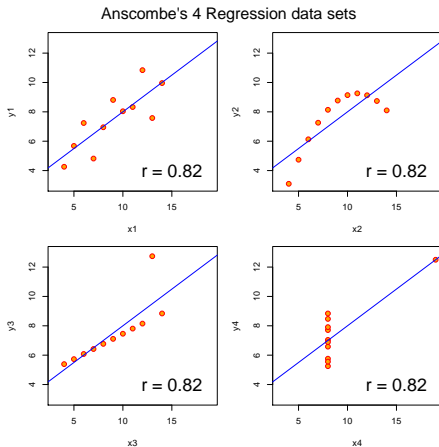 Anscombe's 4 Regression data sets
y1
4 6 8 10 12
r = 0.82
5 10 15
x1
y2
4 6 8 10 12
r = 0.82
5 10 15
x2
y3
4 6 8 10 12
r = 0.82
5 10 15
x3
y4
4 6 8 10 12
r = 0.82
5 10 15
x4